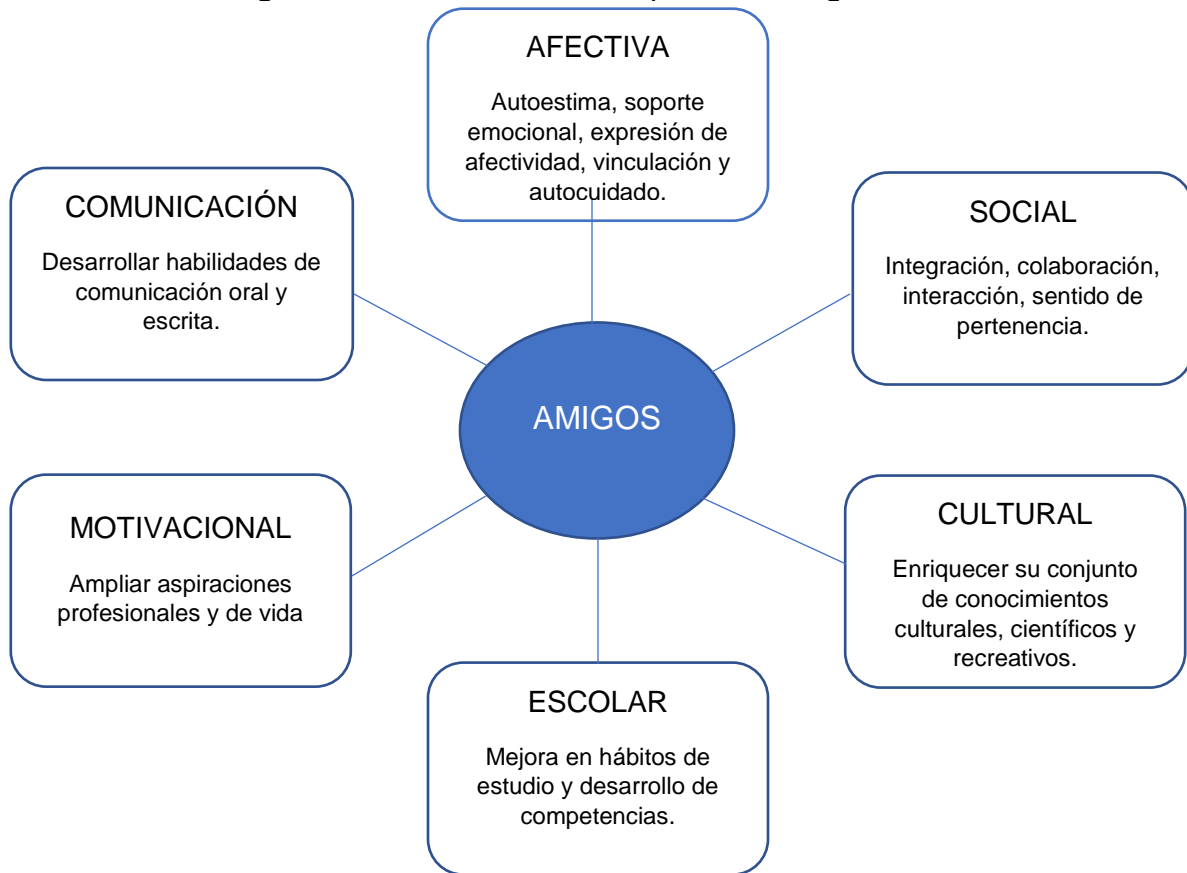 AFECTIVA
Autoestima, soporte
emocional, expresión de
afectividad, vinculación y
autocuidado.
COMUNICACIÓN
Desarrollar habilidades de
comunicación oral y
escrita.
SOCIAL
Integración, colaboración,
interacción, sentido de
pertenencia.
AMIGOS
MOTIVACIONAL
Ampliar aspiraciones
profesionales y de vida
CULTURAL
Enriquecer su conjunto
de conocimientos
culturales, científicos y
recreativos.
ESCOLAR
Mejora en hábitos de
estudio y desarrollo de
competencias.